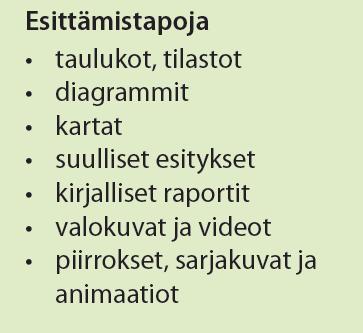 Esittämistapoja
• taulukot, tilastot
• diagrammit
• kartat
• suulliset esitykset
• kirjalliset raportit
• valokuvat ja videot
• piirrokset, sarjakuvat ja
animaatiot